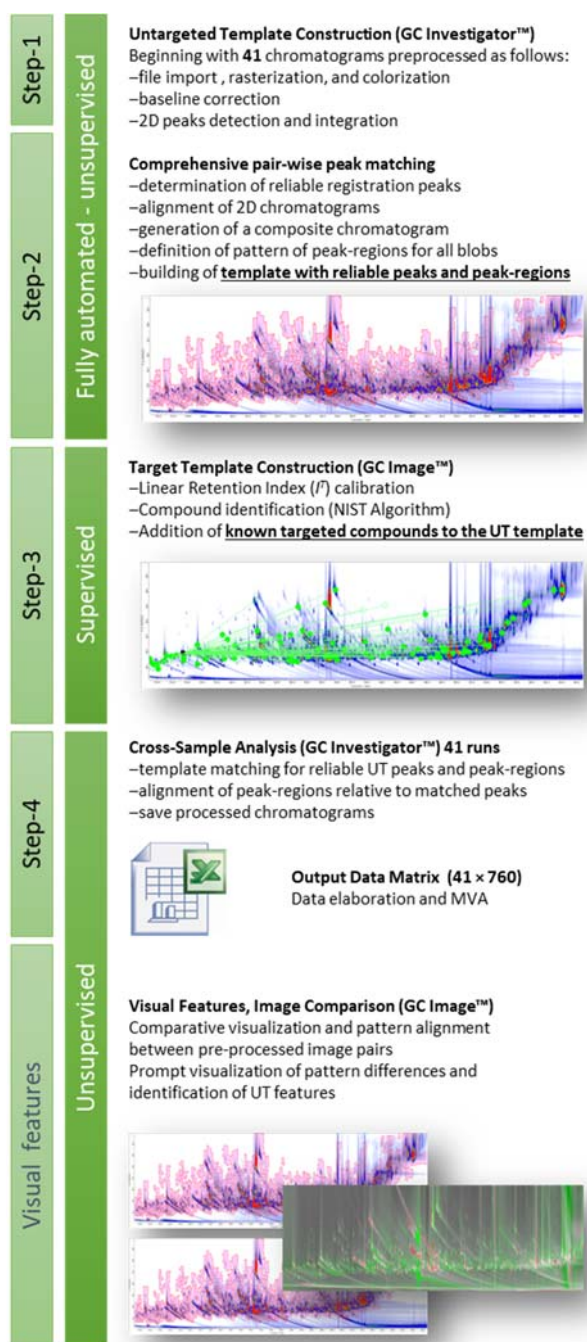 Step-1
Fully automated - unsupervised
Untargeted Template Construction (GC Investigator™)
Beginning with 41 chromatograms preprocessed as follows:
–file import , rasterization, and colorization
–baseline correction
–2D peaks detection and integration
Step-2
Comprehensive pair-wise peak matching
–determination of reliable registration peaks
–alignment of 2D chromatograms
–generation of a composite chromatogram
–definition of pattern of peak-regions for all blobs
–building of template with reliable peaks and peak-regions
Step-3
Supervised
Target Template Construction (GC Image™)
–Linear Retention Index (Iᵀ) calibration
–Compound identification (NIST Algorithm)
–Addition of known targeted compounds to the UT template
Step-4
Unsupervised
Cross-Sample Analysis (GC Investigator™) 41 runs
–template matching for reliable UT peaks and peak-regions
–alignment of peak-regions relative to matched peaks
–save processed chromatograms
Output Data Matrix (41 × 760)
Data elaboration and MVA
Visual features
Visual Features, Image Comparison (GC Image™)
Comparative visualization and pattern alignment
between pre-processed image pairs
Prompt visualization of pattern differences and
identification of UT features